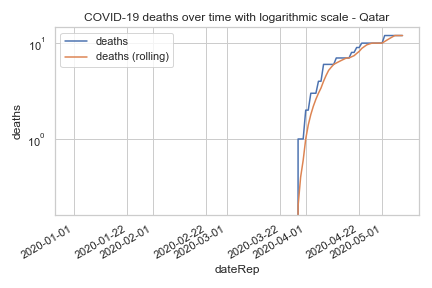 COVID-19 deaths over time with logarithmic scale - Qatar
deaths
deaths (rolling)
10¹
10⁰
deaths
2020-01-01
2020-01-22
2020-02-01
2020-02-22
2020-03-01
2020-03-22
2020-04-01
2020-04-22
2020-05-01
dateRep